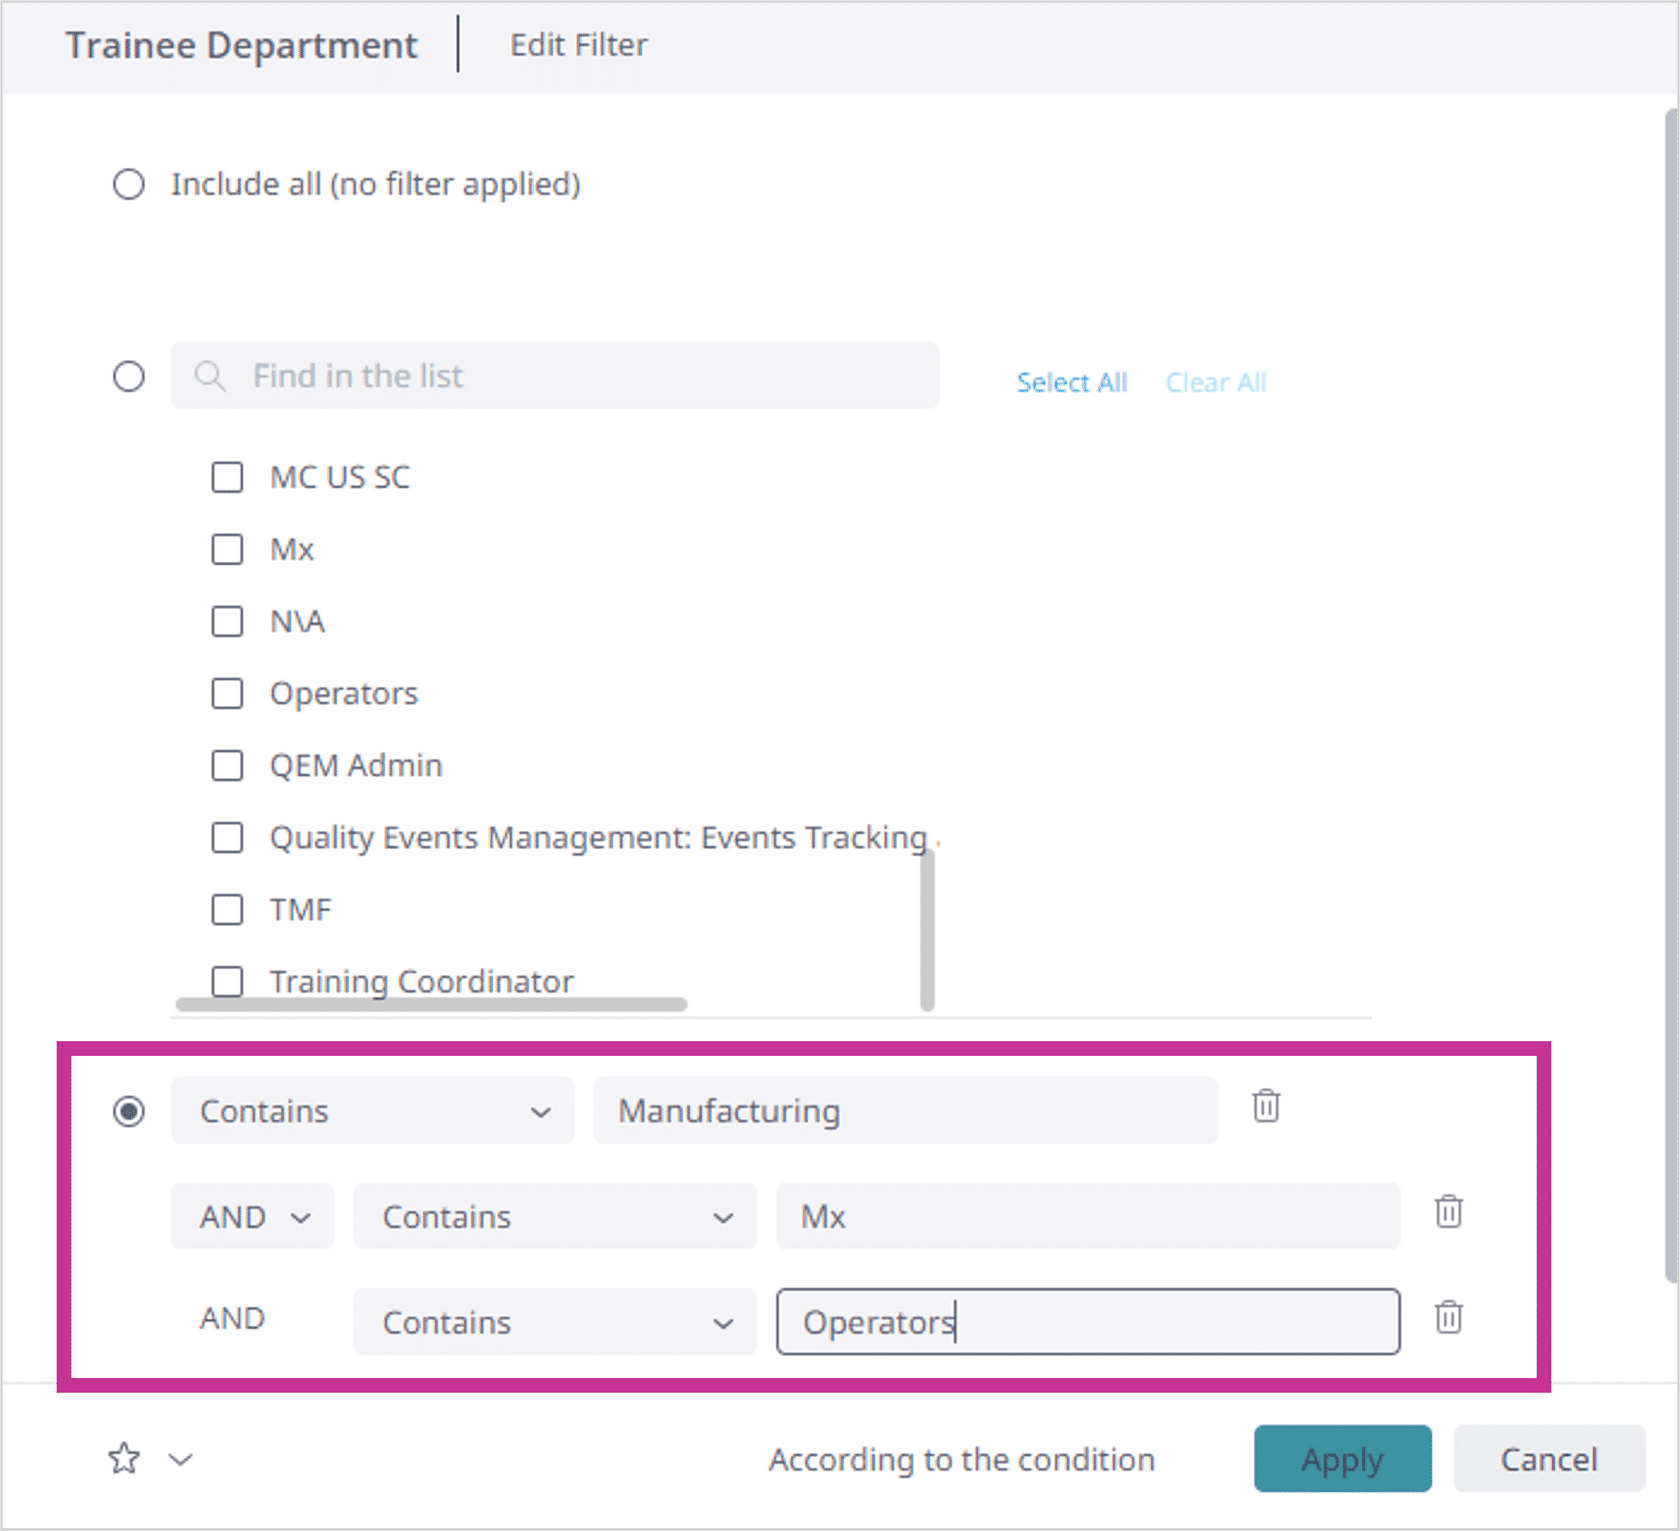 Trainee Department Edit Filter
Include all (no filter applied)
Find in the list Select All Clear All
MC US SC
Mx
N\A
Operators
QEM Admin
Quality Events Management: Events Tracking
TMF
Training Coordinator
Contains Manufacturing
AND Contains Mx
AND Contains Operators
According to the condition Apply Cancel